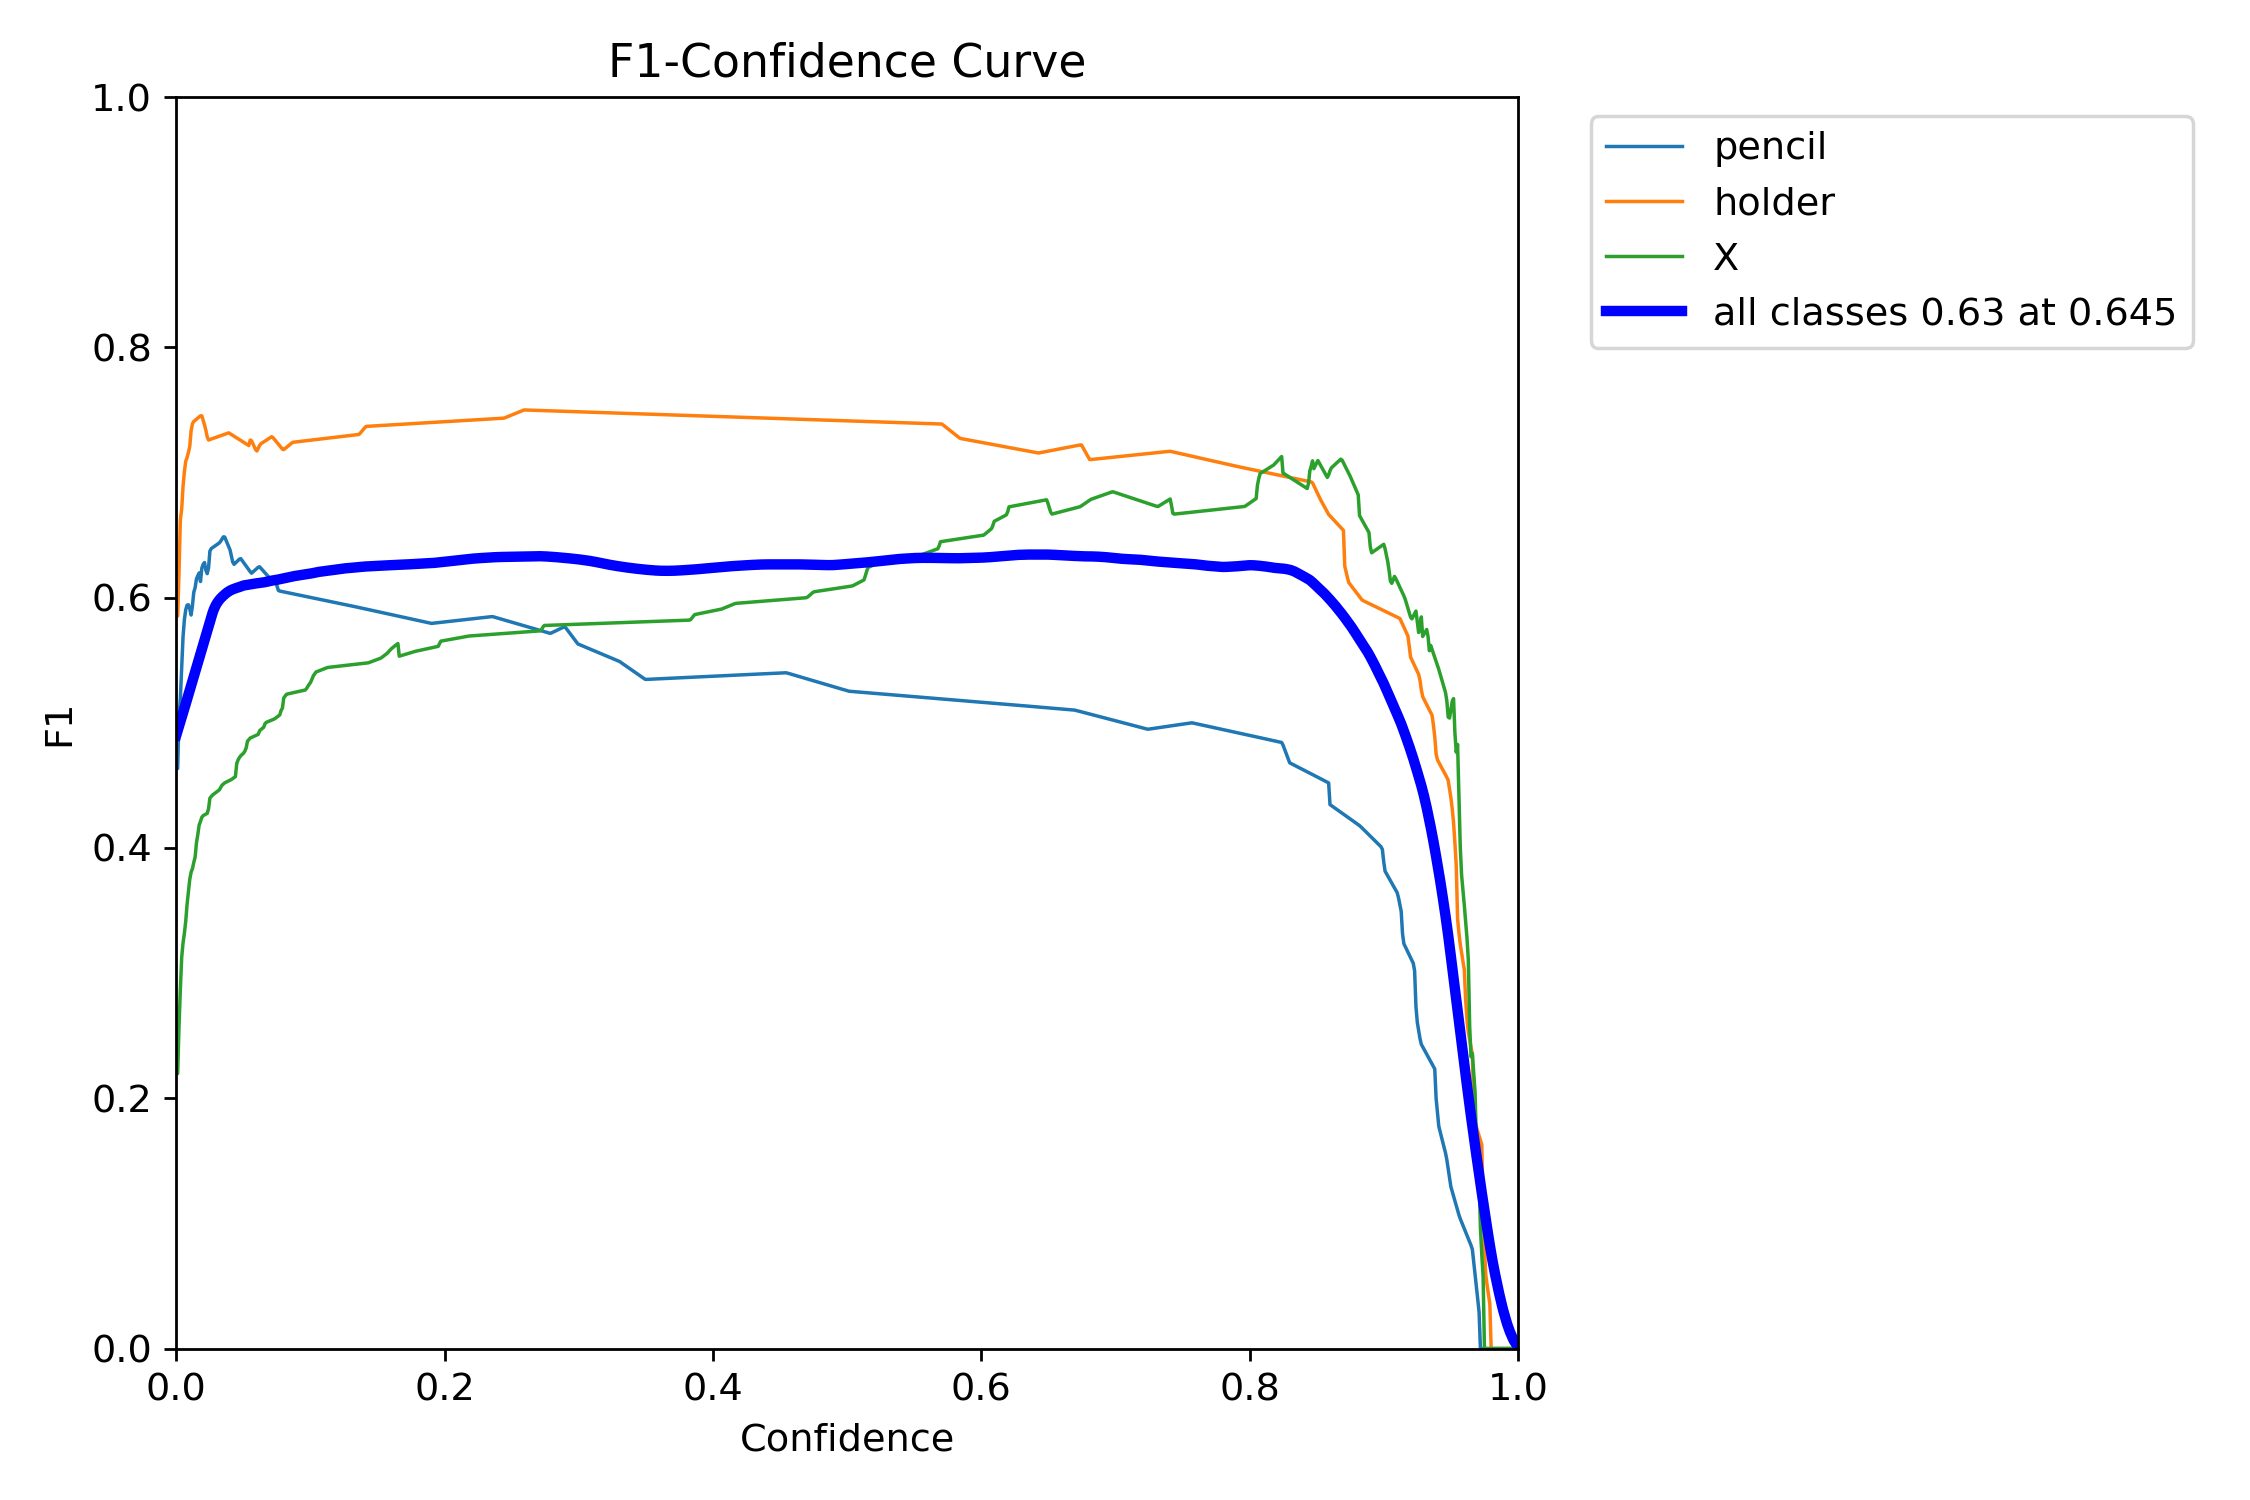 F1-Confidence Curve
1.0
0.8
0.6
0.4
0.2
0.0
F1
0.0 0.2 0.4 0.6 0.8 1.0
Confidence
pencil
holder
X
all classes 0.63 at 0.645